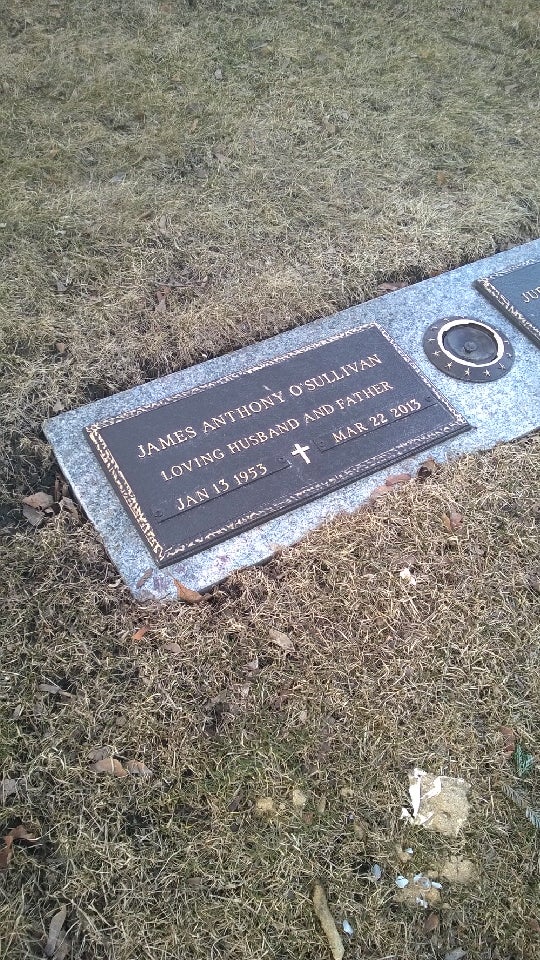 JAMES ANTHONY O'SULLIVAN
LOVING HUSBAND AND FATHER
JAN 13 1953 MAR 22 2013